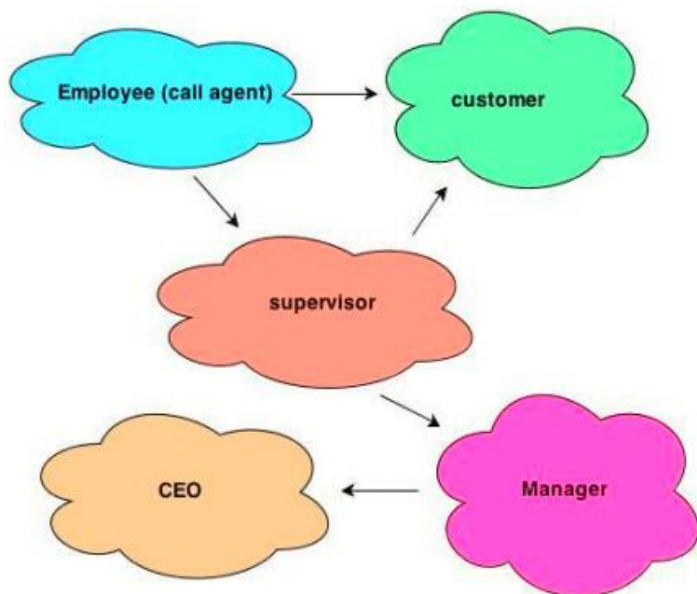 Employee (call agent)
customer
supervisor
CEO
Manager